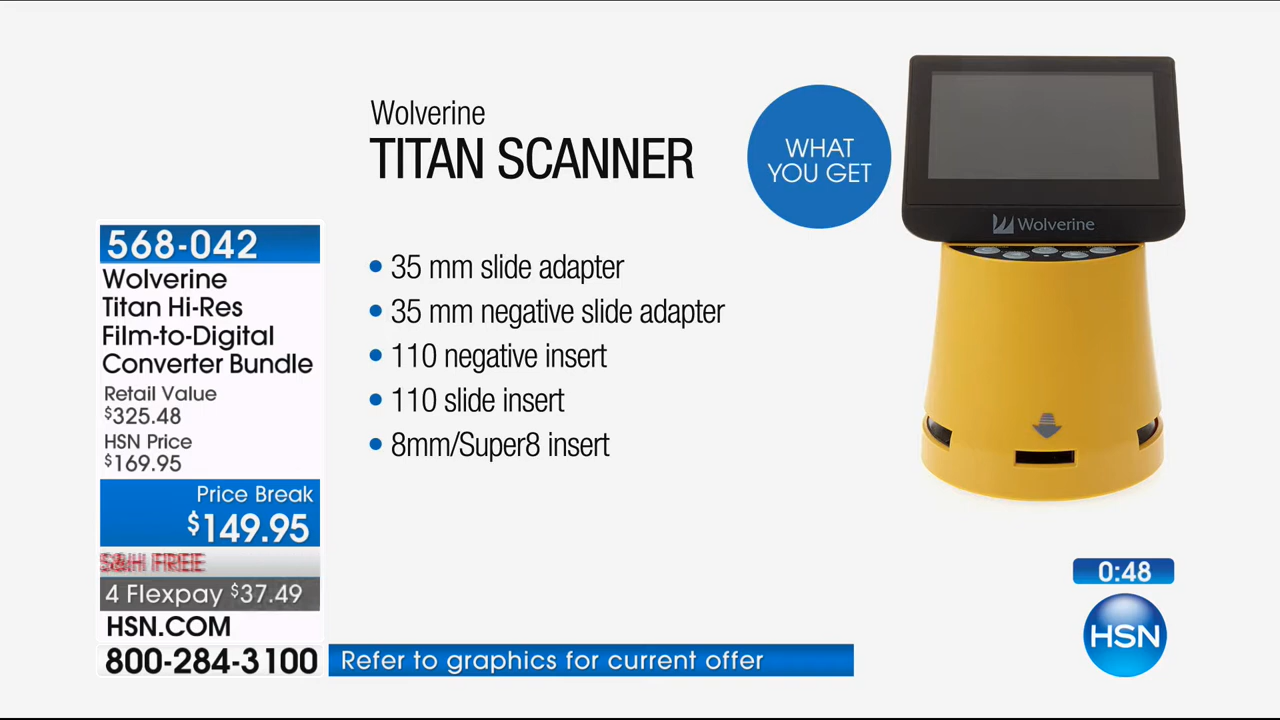 Wolverine
TITAN SCANNER
WHAT
YOU GET
Wolverine
568-042
Wolverine
Titan Hi-Res
Film-to-Digital
Converter Bundle
Retail Value
$325.48
HSN Price
$169.95
Price Break
$149.95
S&H FREE
4 Flexpay $37.49
HSN.COM
800-284-3100
• 35 mm slide adapter
• 35 mm negative slide adapter
• 110 negative insert
• 110 slide insert
• 8mm/Super8 insert
0:48
HSN
Refer to graphics for current offer